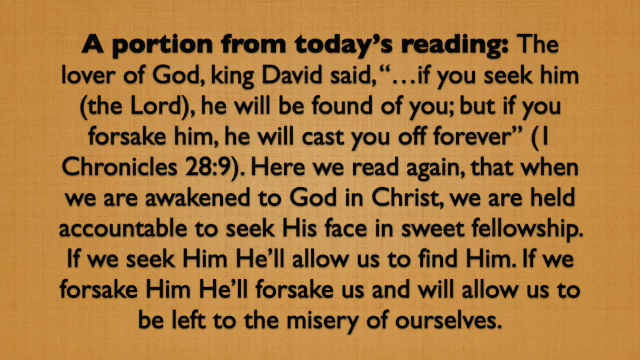 A portion from today’s reading: The
lover of God, king David said, “…if you seek him
(the Lord), he will be found of you; but if you
forsake him, he will cast you off forever” (1
Chronicles 28:9). Here we read again, that when
we are awakened to God in Christ, we are held
accountable to seek His face in sweet fellowship.
If we seek Him He’ll allow us to find Him. If we
forsake Him He’ll forsake us and will allow us to
be left to the misery of ourselves.